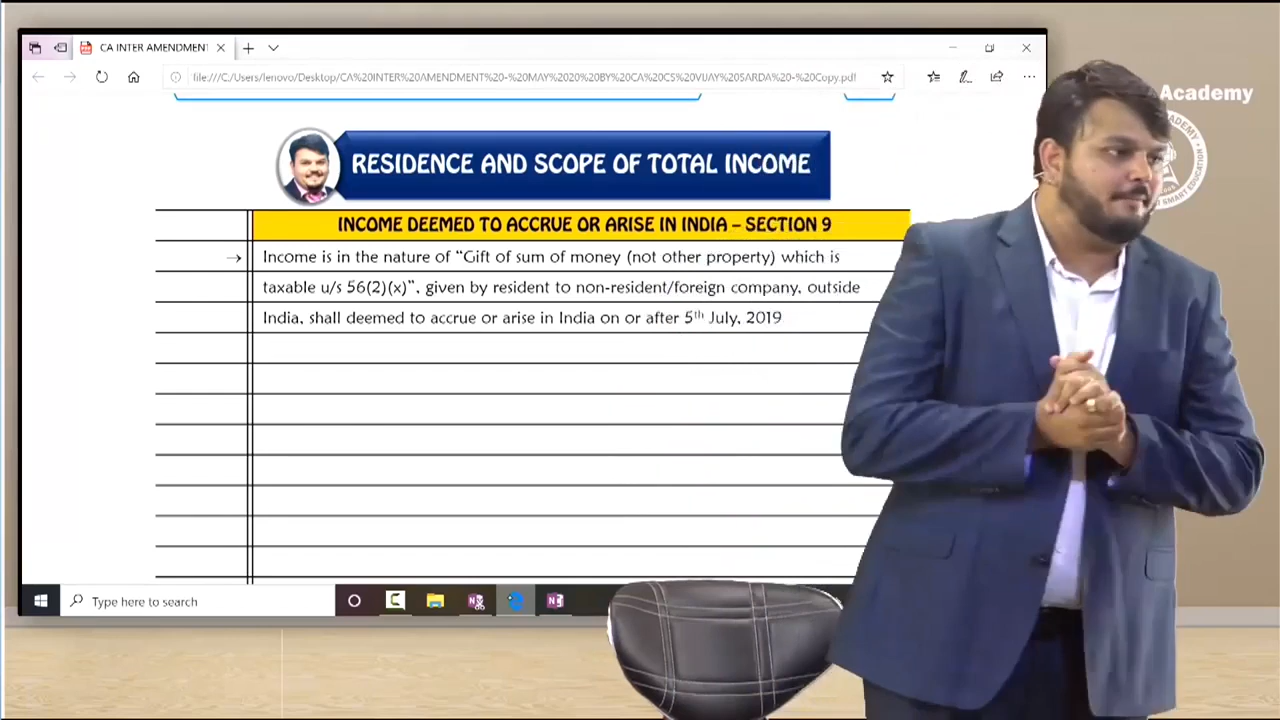 CA INTER AMENDMENT
file:///C:/Users/lenovo/Desktop/CA%20INTER%20AMENDMENT%20-%20MAY%2020%20BY%20CA%20CS%20VIJAY%20SARDA%20-%20Copy.pdf
Academy
RESIDENCE AND SCOPE OF TOTAL INCOME
INCOME DEEMED TO ACCRUE OR ARISE IN INDIA – SECTION 9
→ Income is in the nature of “Gift of sum of money (not other property) which is
taxable u/s 56(2)(x)”, given by resident to non-resident/foreign company, outside
India, shall deemed to accrue or arise in India on or after 5th July, 2019
Type here to search